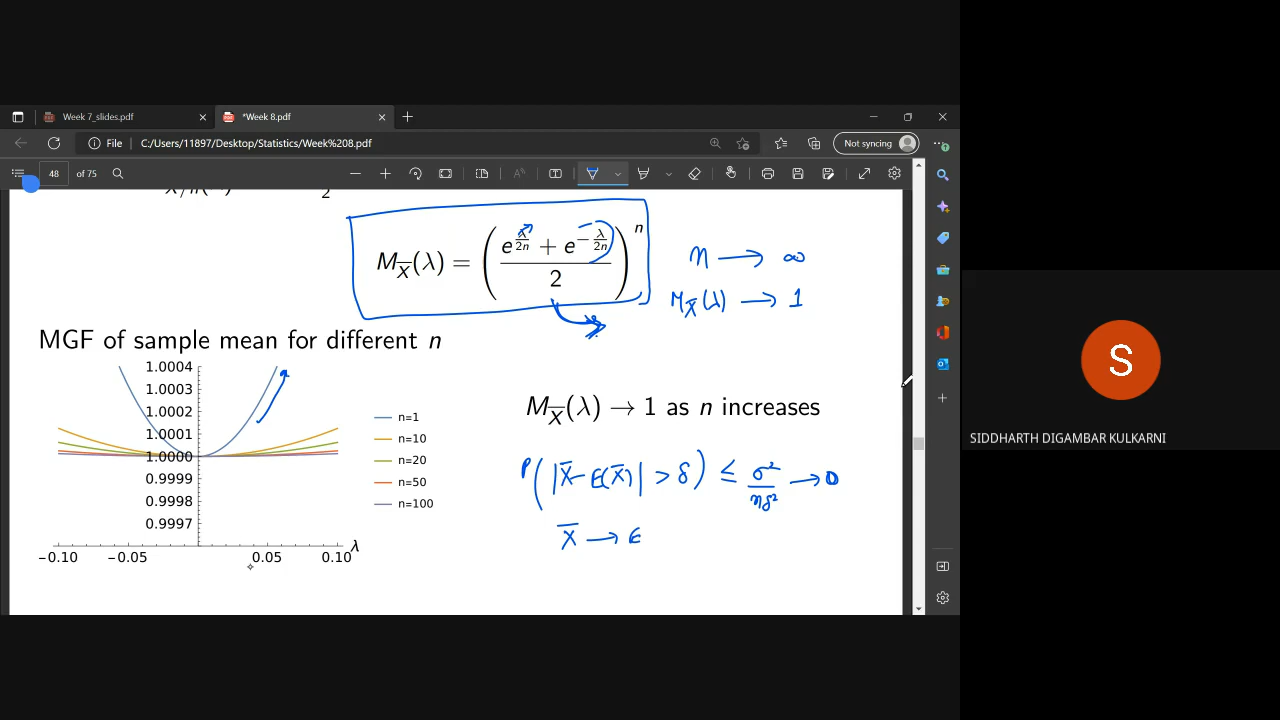 Week 7_slides.pdf
*Week 8.pdf
File C:/Users/11897/Desktop/Statistics/Week%208.pdf
Not syncing
48 of 75
2
M_X̄(λ) = ((e^(λ/2n) + e^(−λ/2n))/2)^n
n → ∞
M_X̄(λ) → 1
MGF of sample mean for different n
1.0004
1.0003
1.0002
1.0001
1.0000
0.9999
0.9998
0.9997
−0.10 −0.05 0.05 0.10 λ
n=1
n=10
n=20
n=50
n=100
M_X̄(λ) → 1 as n increases
P(|X̄ − E(X̄)| > δ) ≤ σ²/nδ² → 0
X̄ → E
S
SIDDHARTH DIGAMBAR KULKARNI